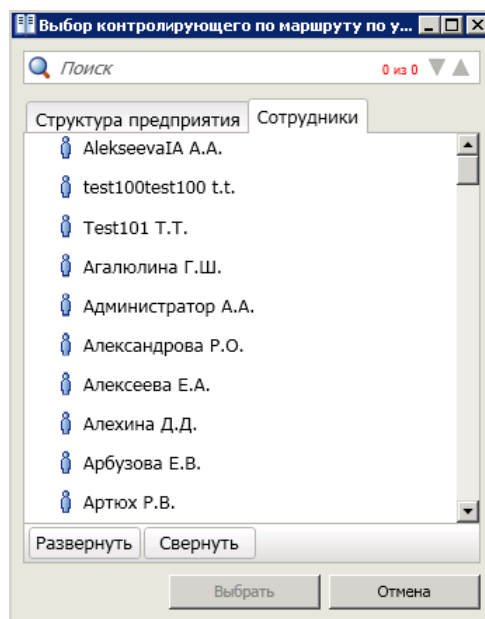 Выбор контролирующего по маршруту по у...
Поиск 0 из 0
Структура предприятия Сотрудники
AlekseevaIA A.A.
test100test100 t.t.
Test101 T.T.
Агалюлина Г.Ш.
Администратор А.А.
Александрова Р.О.
Алексеева Е.А.
Алехина Д.Д.
Арбузова Е.В.
Артюх Р.В.
Развернуть Свернуть
Выбрать Отмена